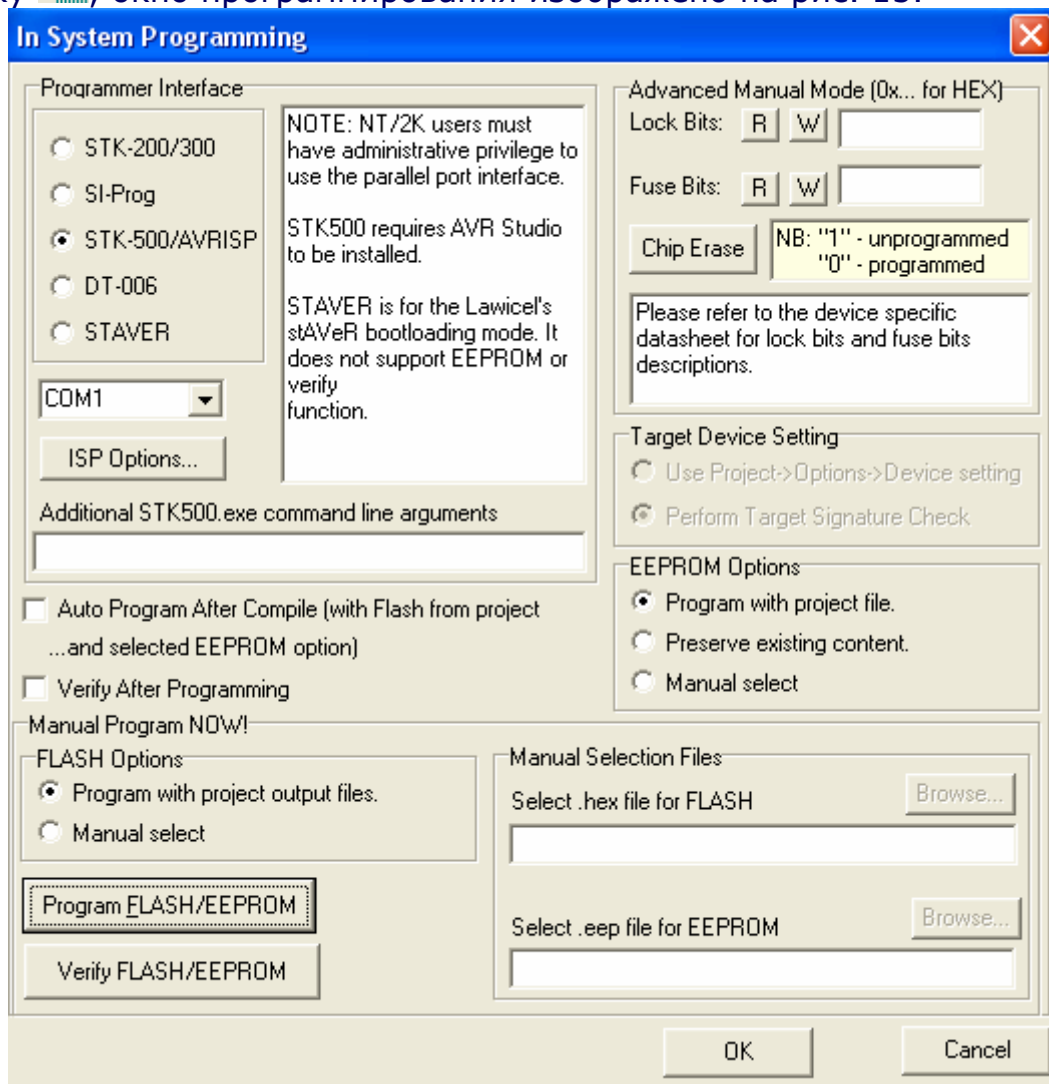 окно программирования изображено на рис. 13.
In System Programming
Programmer Interface
STK-200/300
SI-Prog
STK-500/AVRISP
DT-006
STAVER
COM1
ISP Options...
NOTE: NT/2K users must
have administrative privilege to
use the parallel port interface.
STK500 requires AVR Studio
to be installed.
STAVER is for the Lawicel's
stAVeR bootloading mode. It
does not support EEPROM or
verify
function.
Additional STK500.exe command line arguments
Auto Program After Compile (with Flash from project
...and selected EEPROM option)
Verify After Programming
Advanced Manual Mode (0x... for HEX)
Lock Bits: R W
Fuse Bits: R W
Chip Erase
NB: "1" - unprogrammed
"0" - programmed
Please refer to the device specific
datasheet for lock bits and fuse bits
descriptions.
Target Device Setting
Use Project->Options->Device setting
Perform Target Signature Check
EEPROM Options
Program with project file.
Preserve existing content.
Manual select
Manual Program NOW!
FLASH Options
Program with project output files.
Manual select
Program FLASH/EEPROM
Verify FLASH/EEPROM
Manual Selection Files
Select .hex file for FLASH
Browse...
Select .eep file for EEPROM
Browse...
OK
Cancel